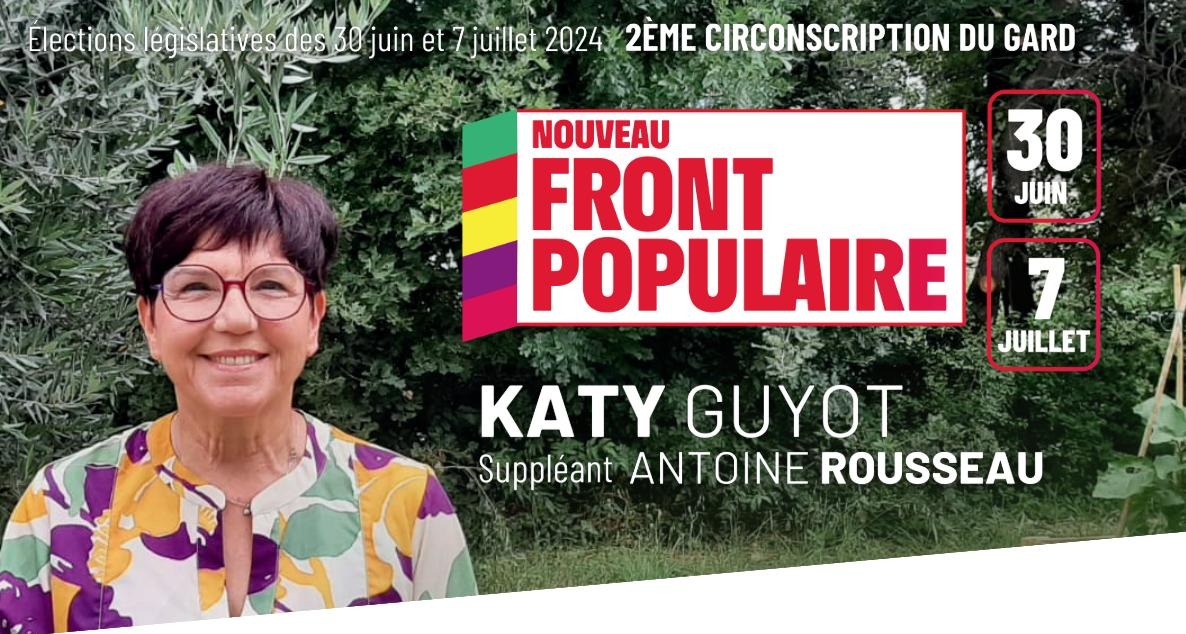 Élections législatives des 30 juin et 7 juillet 2024 2ÈME CIRCONSCRIPTION DU GARD
NOUVEAU
FRONT
POPULAIRE
30
JUIN
7
JUILLET
KATY GUYOT
Suppléant ANTOINE ROUSSEAU